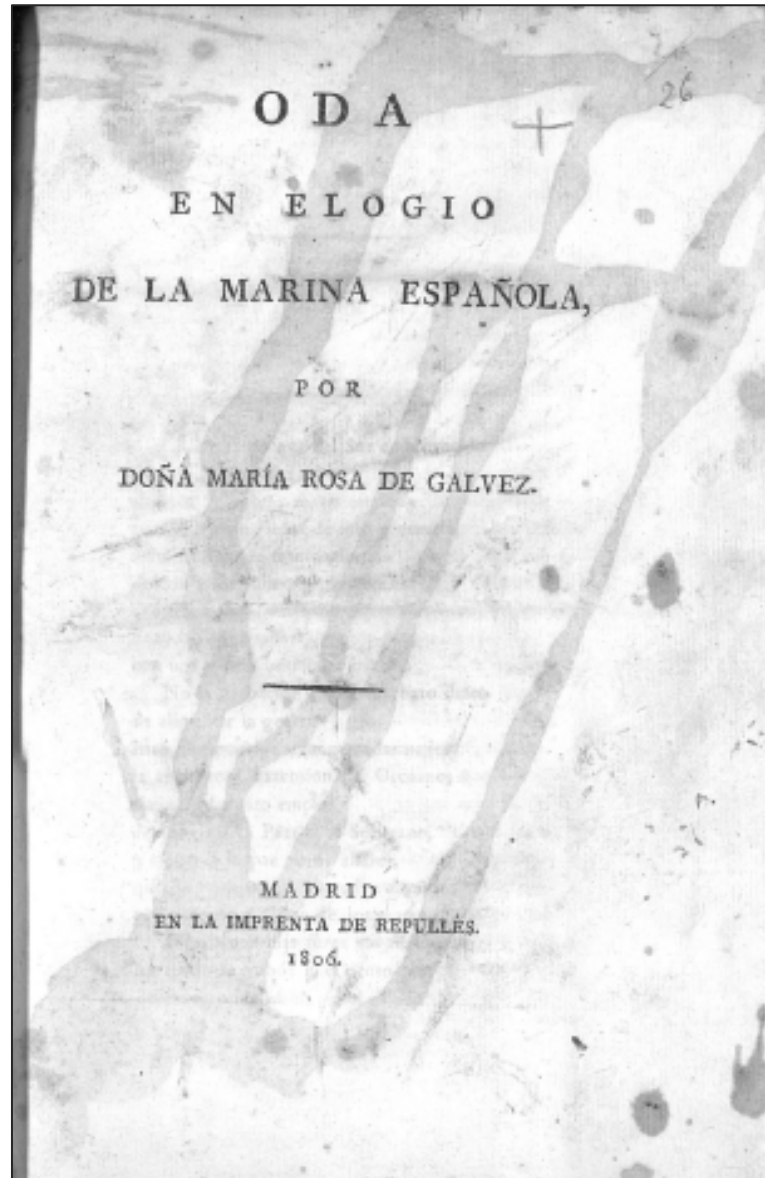 26
ODA
EN ELOGIO
DE LA MARINA ESPAÑOLA,
POR
DOÑA MARÍA ROSA DE GALVEZ.
MADRID
EN LA IMPRENTA DE REPULLÉS.
1806.